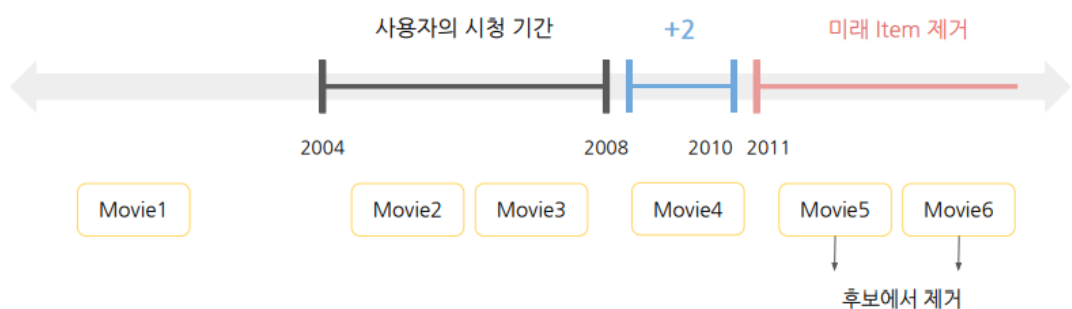 사용자의 시청 기간 +2 미래 Item 제거
2004 2008 2010 2011
Movie1 Movie2 Movie3 Movie4 Movie5 Movie6
후보에서 제거